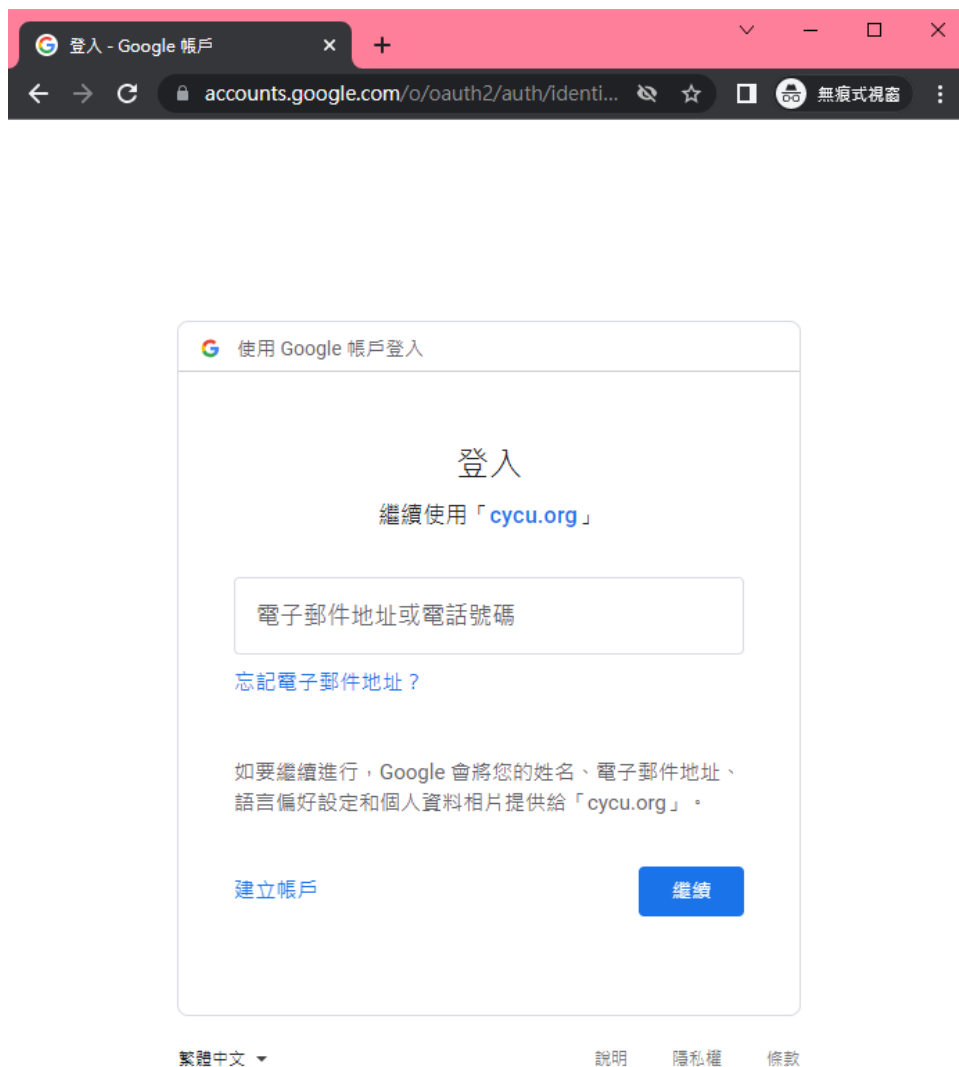 登入 - Google 帳戶
accounts.google.com/o/oauth2/auth/identi...
無痕式視窗
使用 Google 帳戶登入
登入
繼續使用「cycu.org」
電子郵件地址或電話號碼
忘記電子郵件地址？
如要繼續進行，Google 會將您的姓名、電子郵件地址、
語言偏好設定和個人資料相片提供給「cycu.org」。
建立帳戶
繼續
繁體中文
說明
隱私權
條款